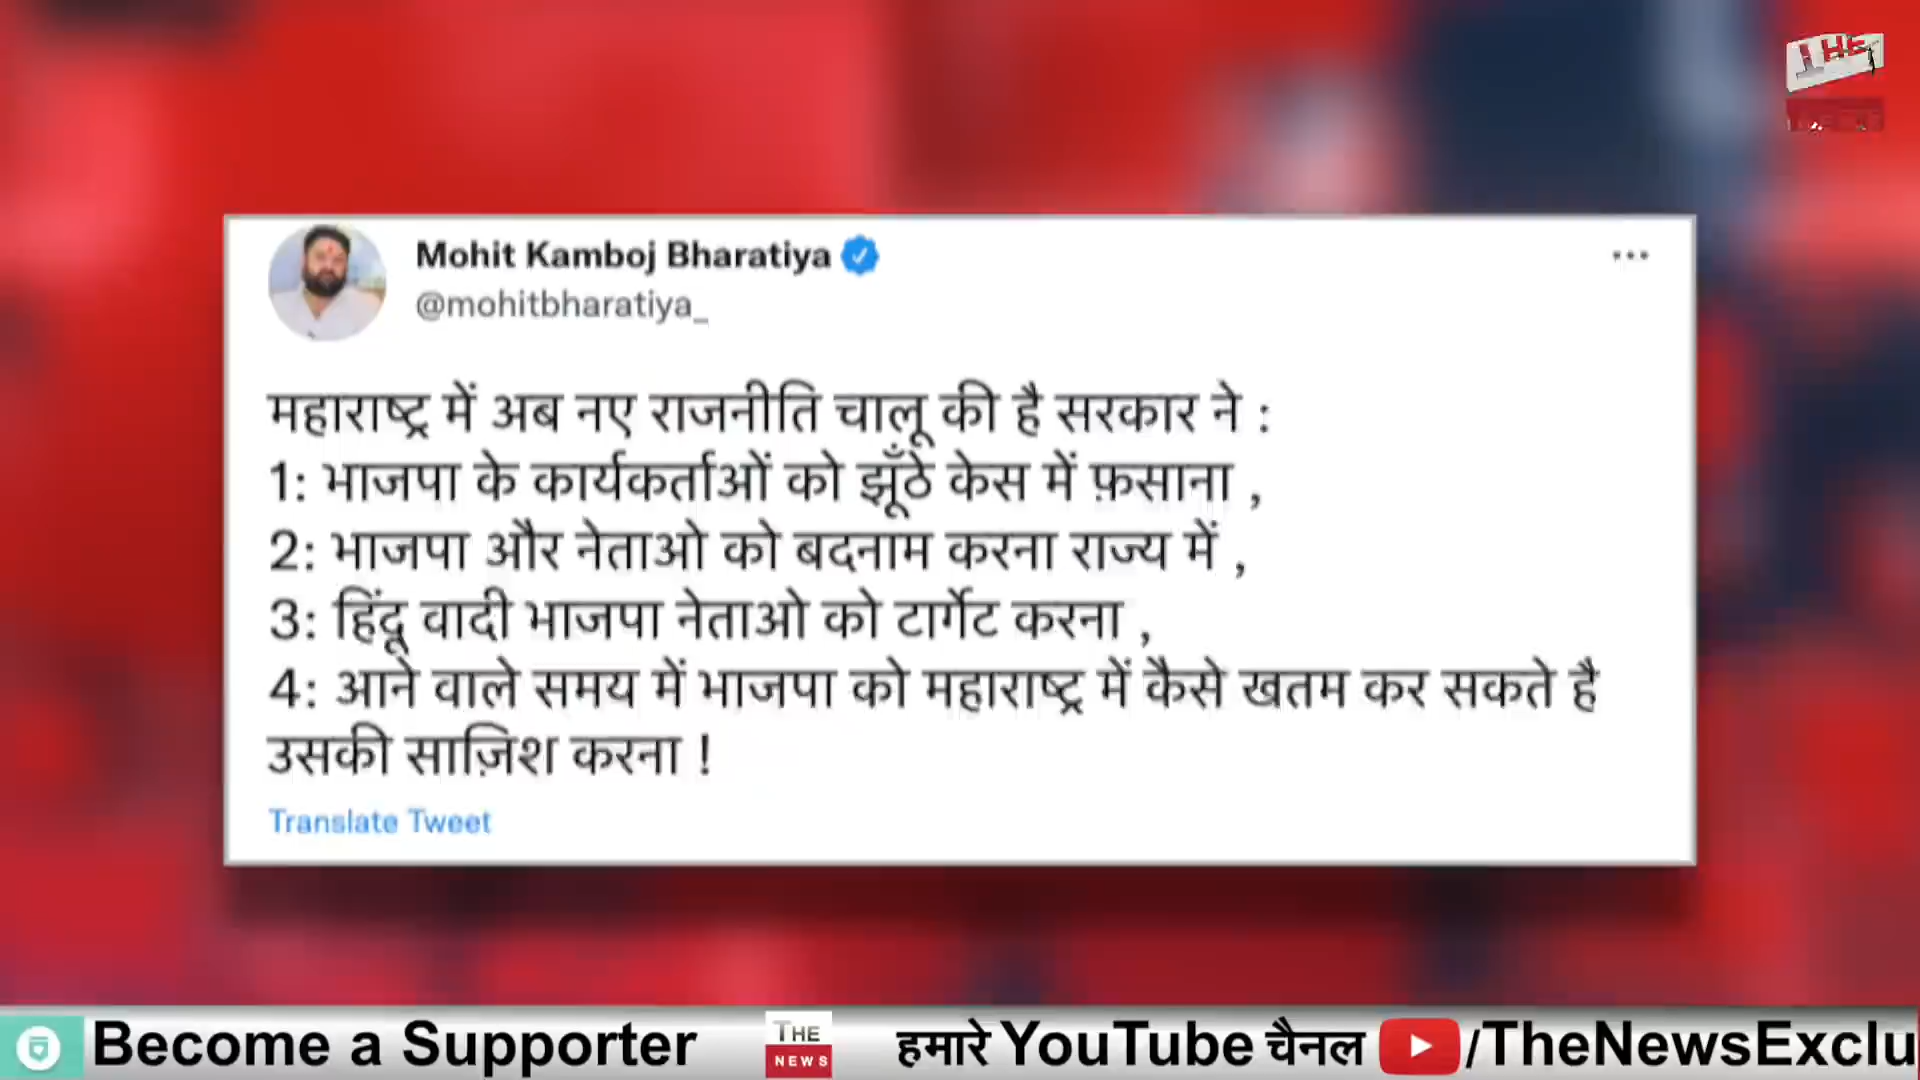 THE
Mohit Kamboj Bharatiya
@mohitbharatiya_
महाराष्ट्र में अब नए राजनीति चालू की है सरकार ने :
1: भाजपा के कार्यकर्ताओं को झूँठे केस में फ़साना ,
2: भाजपा और नेताओ को बदनाम करना राज्य में ,
3: हिंदू वादी भाजपा नेताओ को टार्गेट करना ,
4: आने वाले समय में भाजपा को महाराष्ट्र में कैसे खतम कर सकते है
उसकी साज़िश करना !
Translate Tweet
Become a Supporter THE NEWS हमारे YouTube चैनल /TheNewsExclu